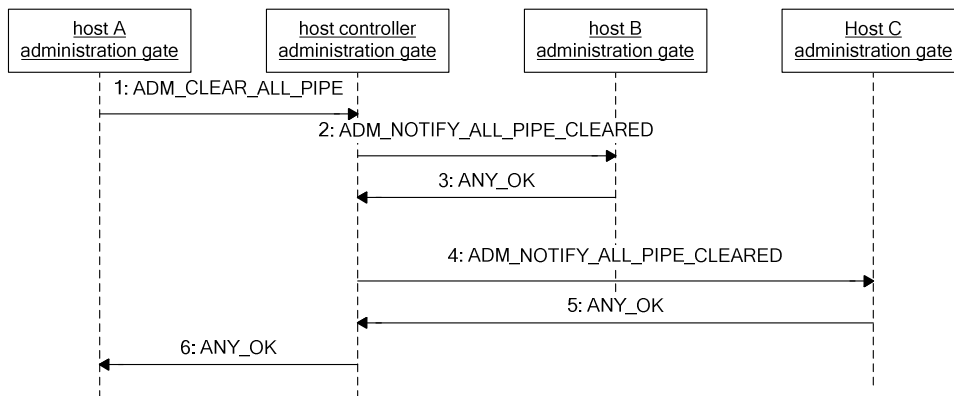 host A
administration gate
host controller
administration gate
host B
administration gate
Host C
administration gate
1: ADM_CLEAR_ALL_PIPE
2: ADM_NOTIFY_ALL_PIPE_CLEARED
3: ANY_OK
4: ADM_NOTIFY_ALL_PIPE_CLEARED
5: ANY_OK
6: ANY_OK